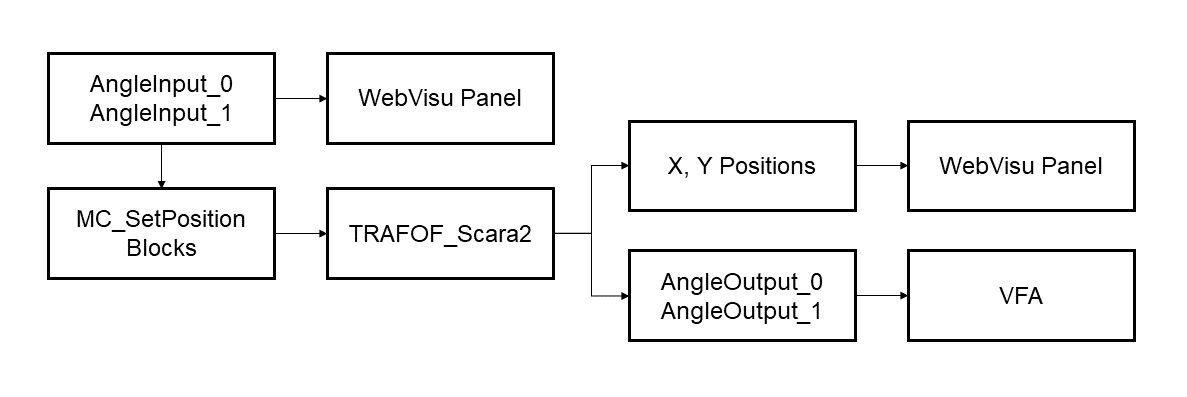 AngleInput_0
AngleInput_1
WebVisu Panel
MC_SetPosition
Blocks
TRAFOF_Scara2
X, Y Positions
WebVisu Panel
AngleOutput_0
AngleOutput_1
VFA